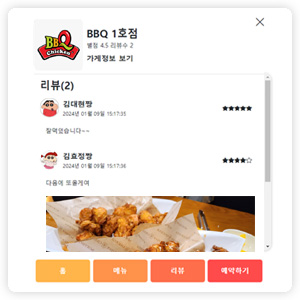 BBQ
Chicken
BBQ 1호점
별점 4.5 리뷰수 2
가게정보 보기
리뷰(2)
김대현짱
2024년 01월 09일 15:17:35
잘먹었습니다~~
김효정짱
2024년 01월 09일 15:17:36
다음에 또올게여
홈
메뉴
리뷰
예약하기